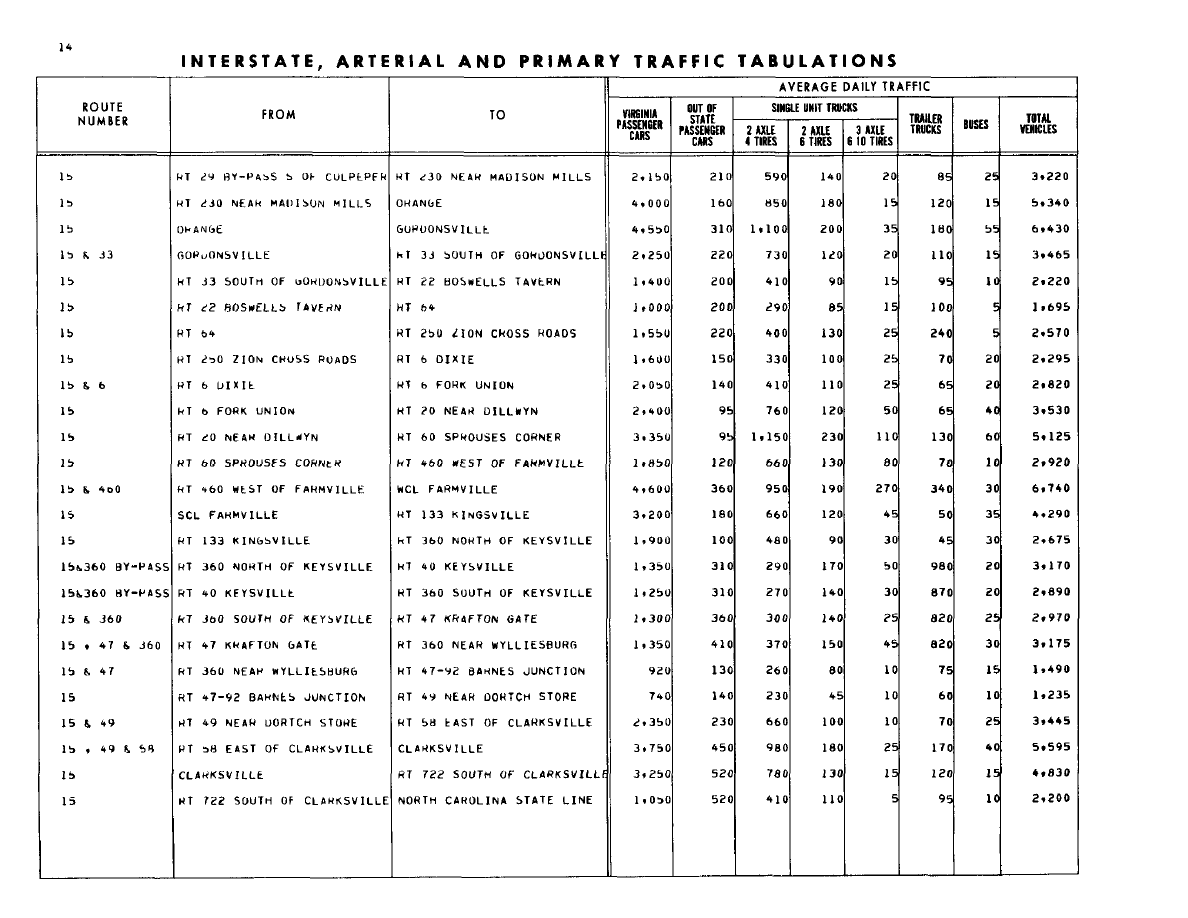 14
INTERSTATE, ARTERIAL AND PRIMARY TRAFFIC TABULATIONS
AVERAGE DAILY TRAFFIC
ROUTE NUMBER FROM TO VIRGINIA PASSENGER CARS OUT OF STATE PASSENGER CARS SINGLE UNIT TRUCKS 2 AXLE 4 TIRES 2 AXLE 6 TIRES 3 AXLE 6 10 TIRES TRAILER TRUCKS BUSES TOTAL VEHICLES
15 RT 29 BY-PASS S OF CULPEPER RT 230 NEAR MADISON MILLS 2,150 210 590 140 20 85 25 3,220
15 RT 230 NEAR MADISON MILLS ORANGE 4,000 160 850 180 15 120 15 5,340
15 ORANGE GORDONSVILLE 4,550 310 1,100 200 35 180 55 6,430
15 & 33 GORDONSVILLE RT 33 SOUTH OF GORDONSVILLE 2,250 220 730 120 20 110 15 3,465
15 RT 33 SOUTH OF GORDONSVILLE RT 22 BOSWELLS TAVERN 1,400 200 410 90 15 95 10 2,220
15 RT 22 BOSWELLS TAVERN RT 64 1,000 200 290 85 15 100 5 1,695
15 RT 64 RT 250 ZION CROSS ROADS 1,550 220 400 130 25 240 5 2,570
15 RT 250 ZION CROSS ROADS RT 6 DIXIE 1,600 150 330 100 25 70 20 2,295
15 & 6 RT 6 DIXIE RT 6 FORK UNION 2,050 140 410 110 25 65 20 2,820
15 RT 6 FORK UNION RT 20 NEAR DILLWYN 2,400 95 760 120 50 65 40 3,530
15 RT 20 NEAR DILLWYN RT 60 SPROUSES CORNER 3,350 95 1,150 230 110 130 60 5,125
15 RT 60 SPROUSES CORNER RT 460 WEST OF FARMVILLE 1,850 120 660 130 80 70 10 2,920
15 & 460 RT 460 WEST OF FARMVILLE WCL FARMVILLE 4,600 360 950 190 270 340 30 6,740
15 SCL FARMVILLE RT 133 KINGSVILLE 3,200 180 660 120 45 50 35 4,290
15 RT 133 KINGSVILLE RT 360 NORTH OF KEYSVILLE 1,900 100 480 90 30 45 30 2,675
15&360 BY-PASS RT 360 NORTH OF KEYSVILLE RT 40 KEYSVILLE 1,350 310 290 170 50 980 20 3,170
15&360 BY-PASS RT 40 KEYSVILLE RT 360 SOUTH OF KEYSVILLE 1,250 310 270 140 30 870 20 2,890
15 & 360 RT 360 SOUTH OF KEYSVILLE RT 47 KRAFTON GATE 1,300 360 300 140 25 820 25 2,970
15 , 47 & 360 RT 47 KRAFTON GATE RT 360 NEAR WYLLIESBURG 1,350 410 370 150 45 820 30 3,175
15 & 47 RT 360 NEAR WYLLIESBURG RT 47-92 BARNES JUNCTION 920 130 260 80 10 75 15 1,490
15 RT 47-92 BARNES JUNCTION RT 49 NEAR DORTCH STORE 740 140 230 45 10 60 10 1,235
15 & 49 RT 49 NEAR DORTCH STORE RT 58 EAST OF CLARKSVILLE 2,350 230 660 100 10 70 25 3,445
15 , 49 & 58 RT 58 EAST OF CLARKSVILLE CLARKSVILLE 3,750 450 980 180 25 170 40 5,595
15 CLARKSVILLE RT 722 SOUTH OF CLARKSVILLE 3,250 520 780 130 15 120 15 4,830
15 RT 722 SOUTH OF CLARKSVILLE NORTH CAROLINA STATE LINE 1,050 520 410 110 5 95 10 2,200